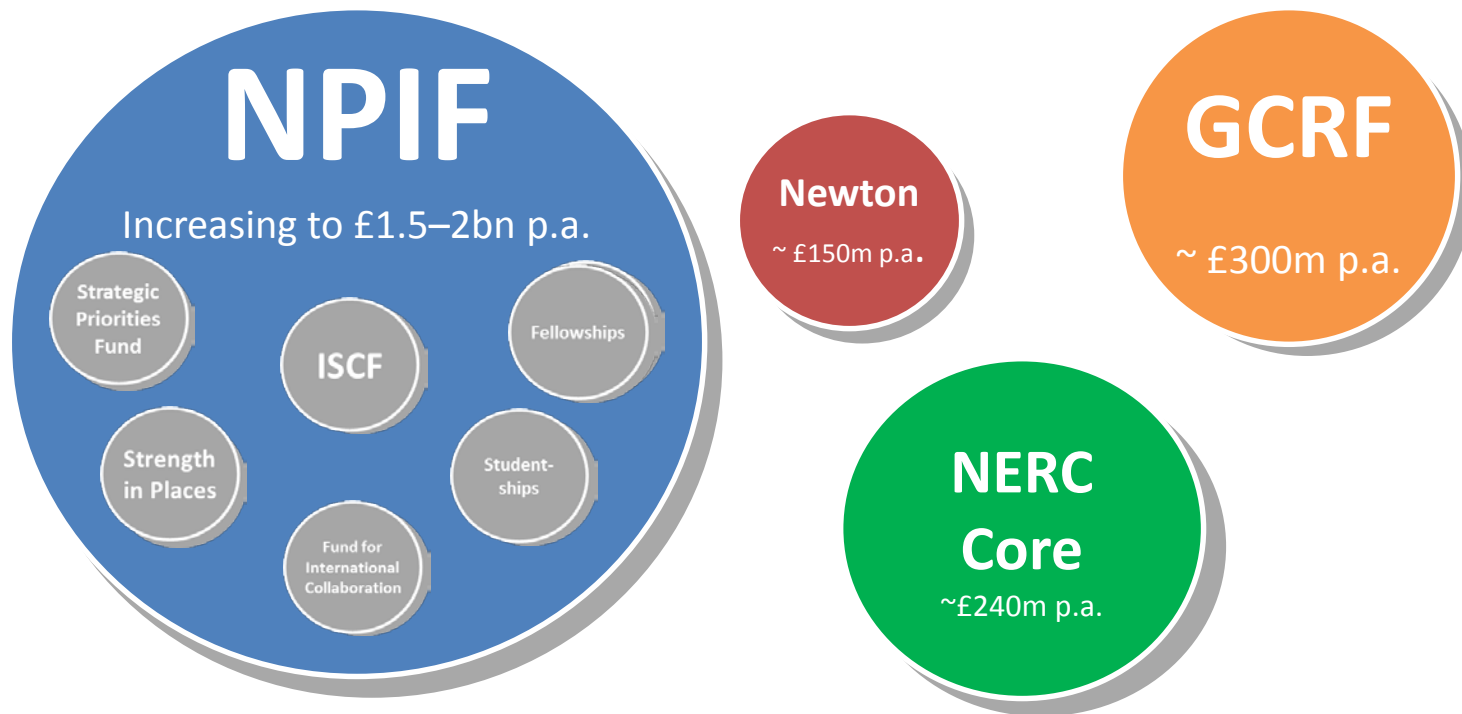 NPIF
Increasing to £1.5–2bn p.a.
Strategic
Priorities
Fund
ISCF
Fellowships
Strength
in Places
Student-
ships
Fund for
International
Collaboration
Newton
~ £150m p.a.
GCRF
~ £300m p.a.
NERC
Core
~£240m p.a.